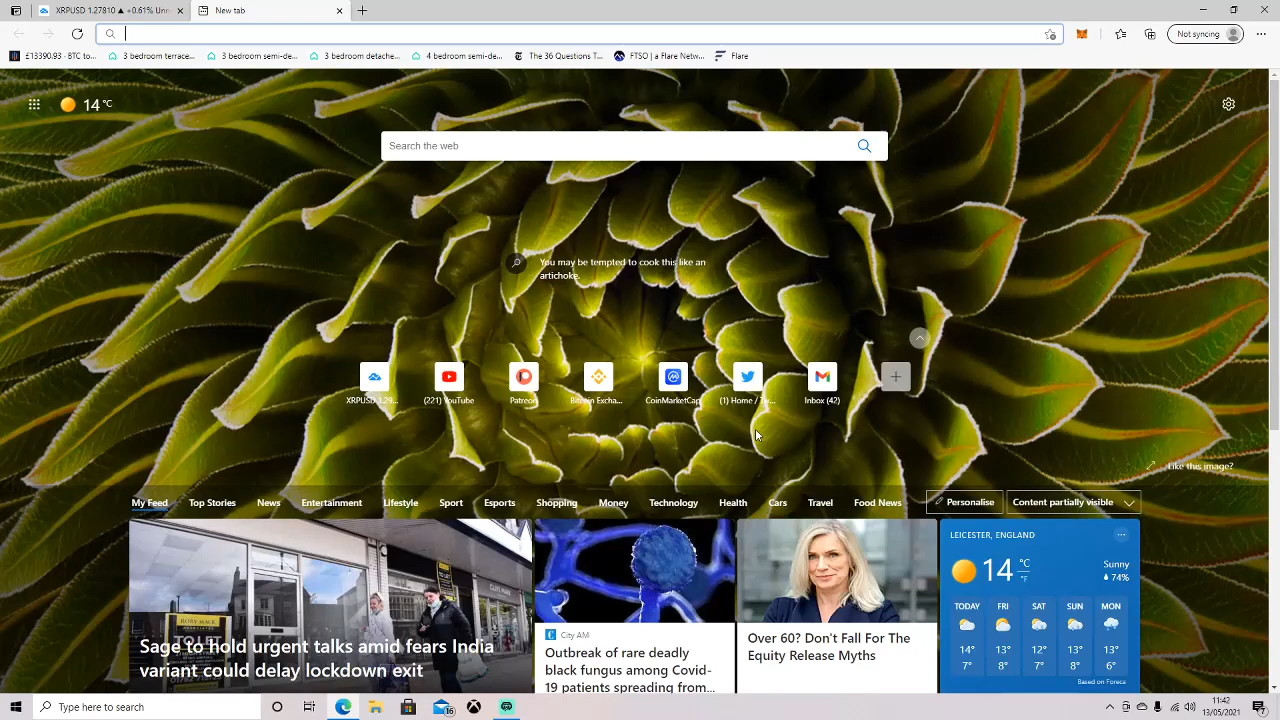 XRPUSD 1.27810 ▲ +0.61% Unn
New tab
Not syncing
£13390.93 - BTC to...
3 bedroom terrace...
3 bedroom semi-de...
3 bedroom detache...
4 bedroom semi-de...
The 36 Questions T...
FTSO | a Flare Netw...
Flare
14 °C
Search the web
You may be tempted to cook this like an
artichoke.
XRPUSD 1.29...
(221) YouTube
Patreon
Bitcoin Excha...
CoinMarketCap
(1) Home / Tw...
Inbox (42)
Like this image?
My Feed
Top Stories
News
Entertainment
Lifestyle
Sport
Esports
Shopping
Money
Technology
Health
Cars
Travel
Food News
Personalise
Content partially visible
RORY MACK
Sage to hold urgent talks amid fears India
variant could delay lockdown exit
City AM
Outbreak of rare deadly
black fungus among Covid-
19 patients spreading from...
Over 60? Don't Fall For The
Equity Release Myths
LEICESTER, ENGLAND
14 °C
°F
Sunny
74%
TODAY FRI SAT SUN MON
14° 13° 12° 13° 13°
7° 8° 7° 8° 6°
Based on Foreca
Type here to search
16
11:42
13/05/2021
7